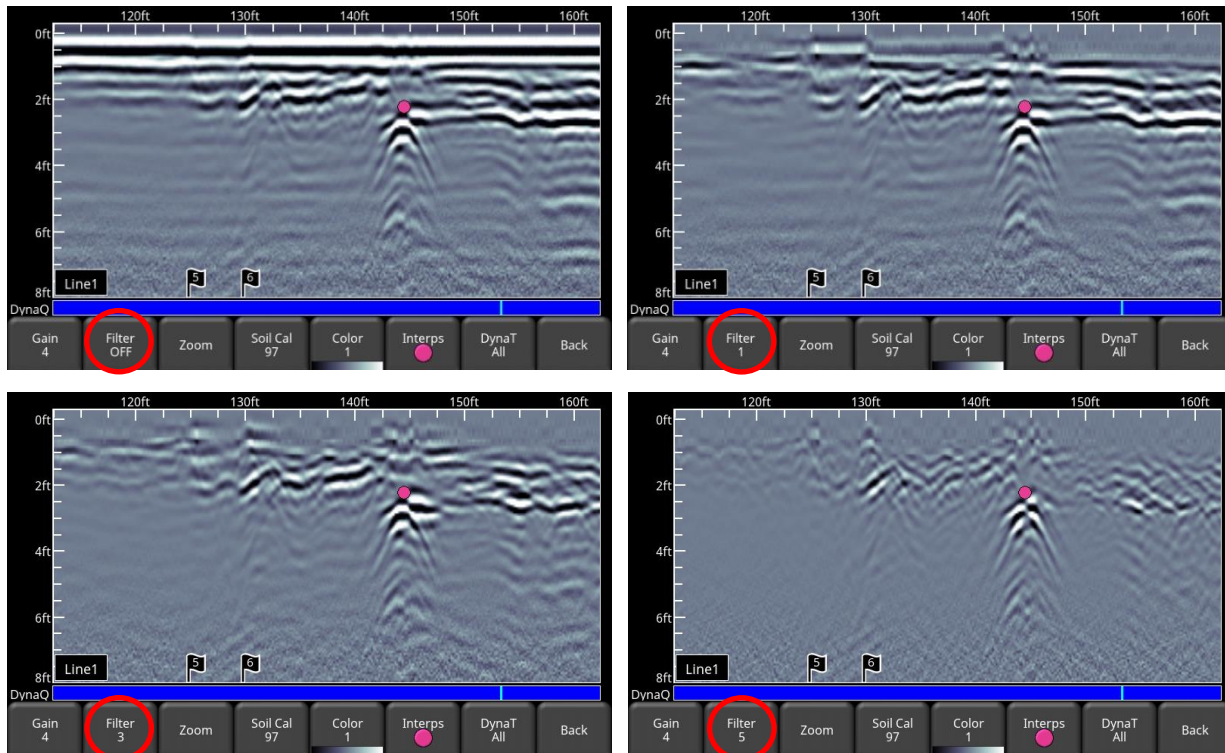 120ft 130ft 140ft 150ft 160ft
0ft
2ft
4ft
6ft
8ft
Line1
5
6
DynaQ
Gain
4
Filter
OFF
Zoom
Soil Cal
97
Color
1
Interps
DynaT
All
Back
120ft 130ft 140ft 150ft 160ft
0ft
2ft
4ft
6ft
8ft
Line1
5
6
DynaQ
Gain
4
Filter
1
Zoom
Soil Cal
97
Color
1
Interps
DynaT
All
Back
120ft 130ft 140ft 150ft 160ft
0ft
2ft
4ft
6ft
8ft
Line1
5
6
DynaQ
Gain
4
Filter
3
Zoom
Soil Cal
97
Color
1
Interps
DynaT
All
Back
120ft 130ft 140ft 150ft 160ft
0ft
2ft
4ft
6ft
8ft
Line1
5
6
DynaQ
Gain
4
Filter
5
Zoom
Soil Cal
97
Color
1
Interps
DynaT
All
Back